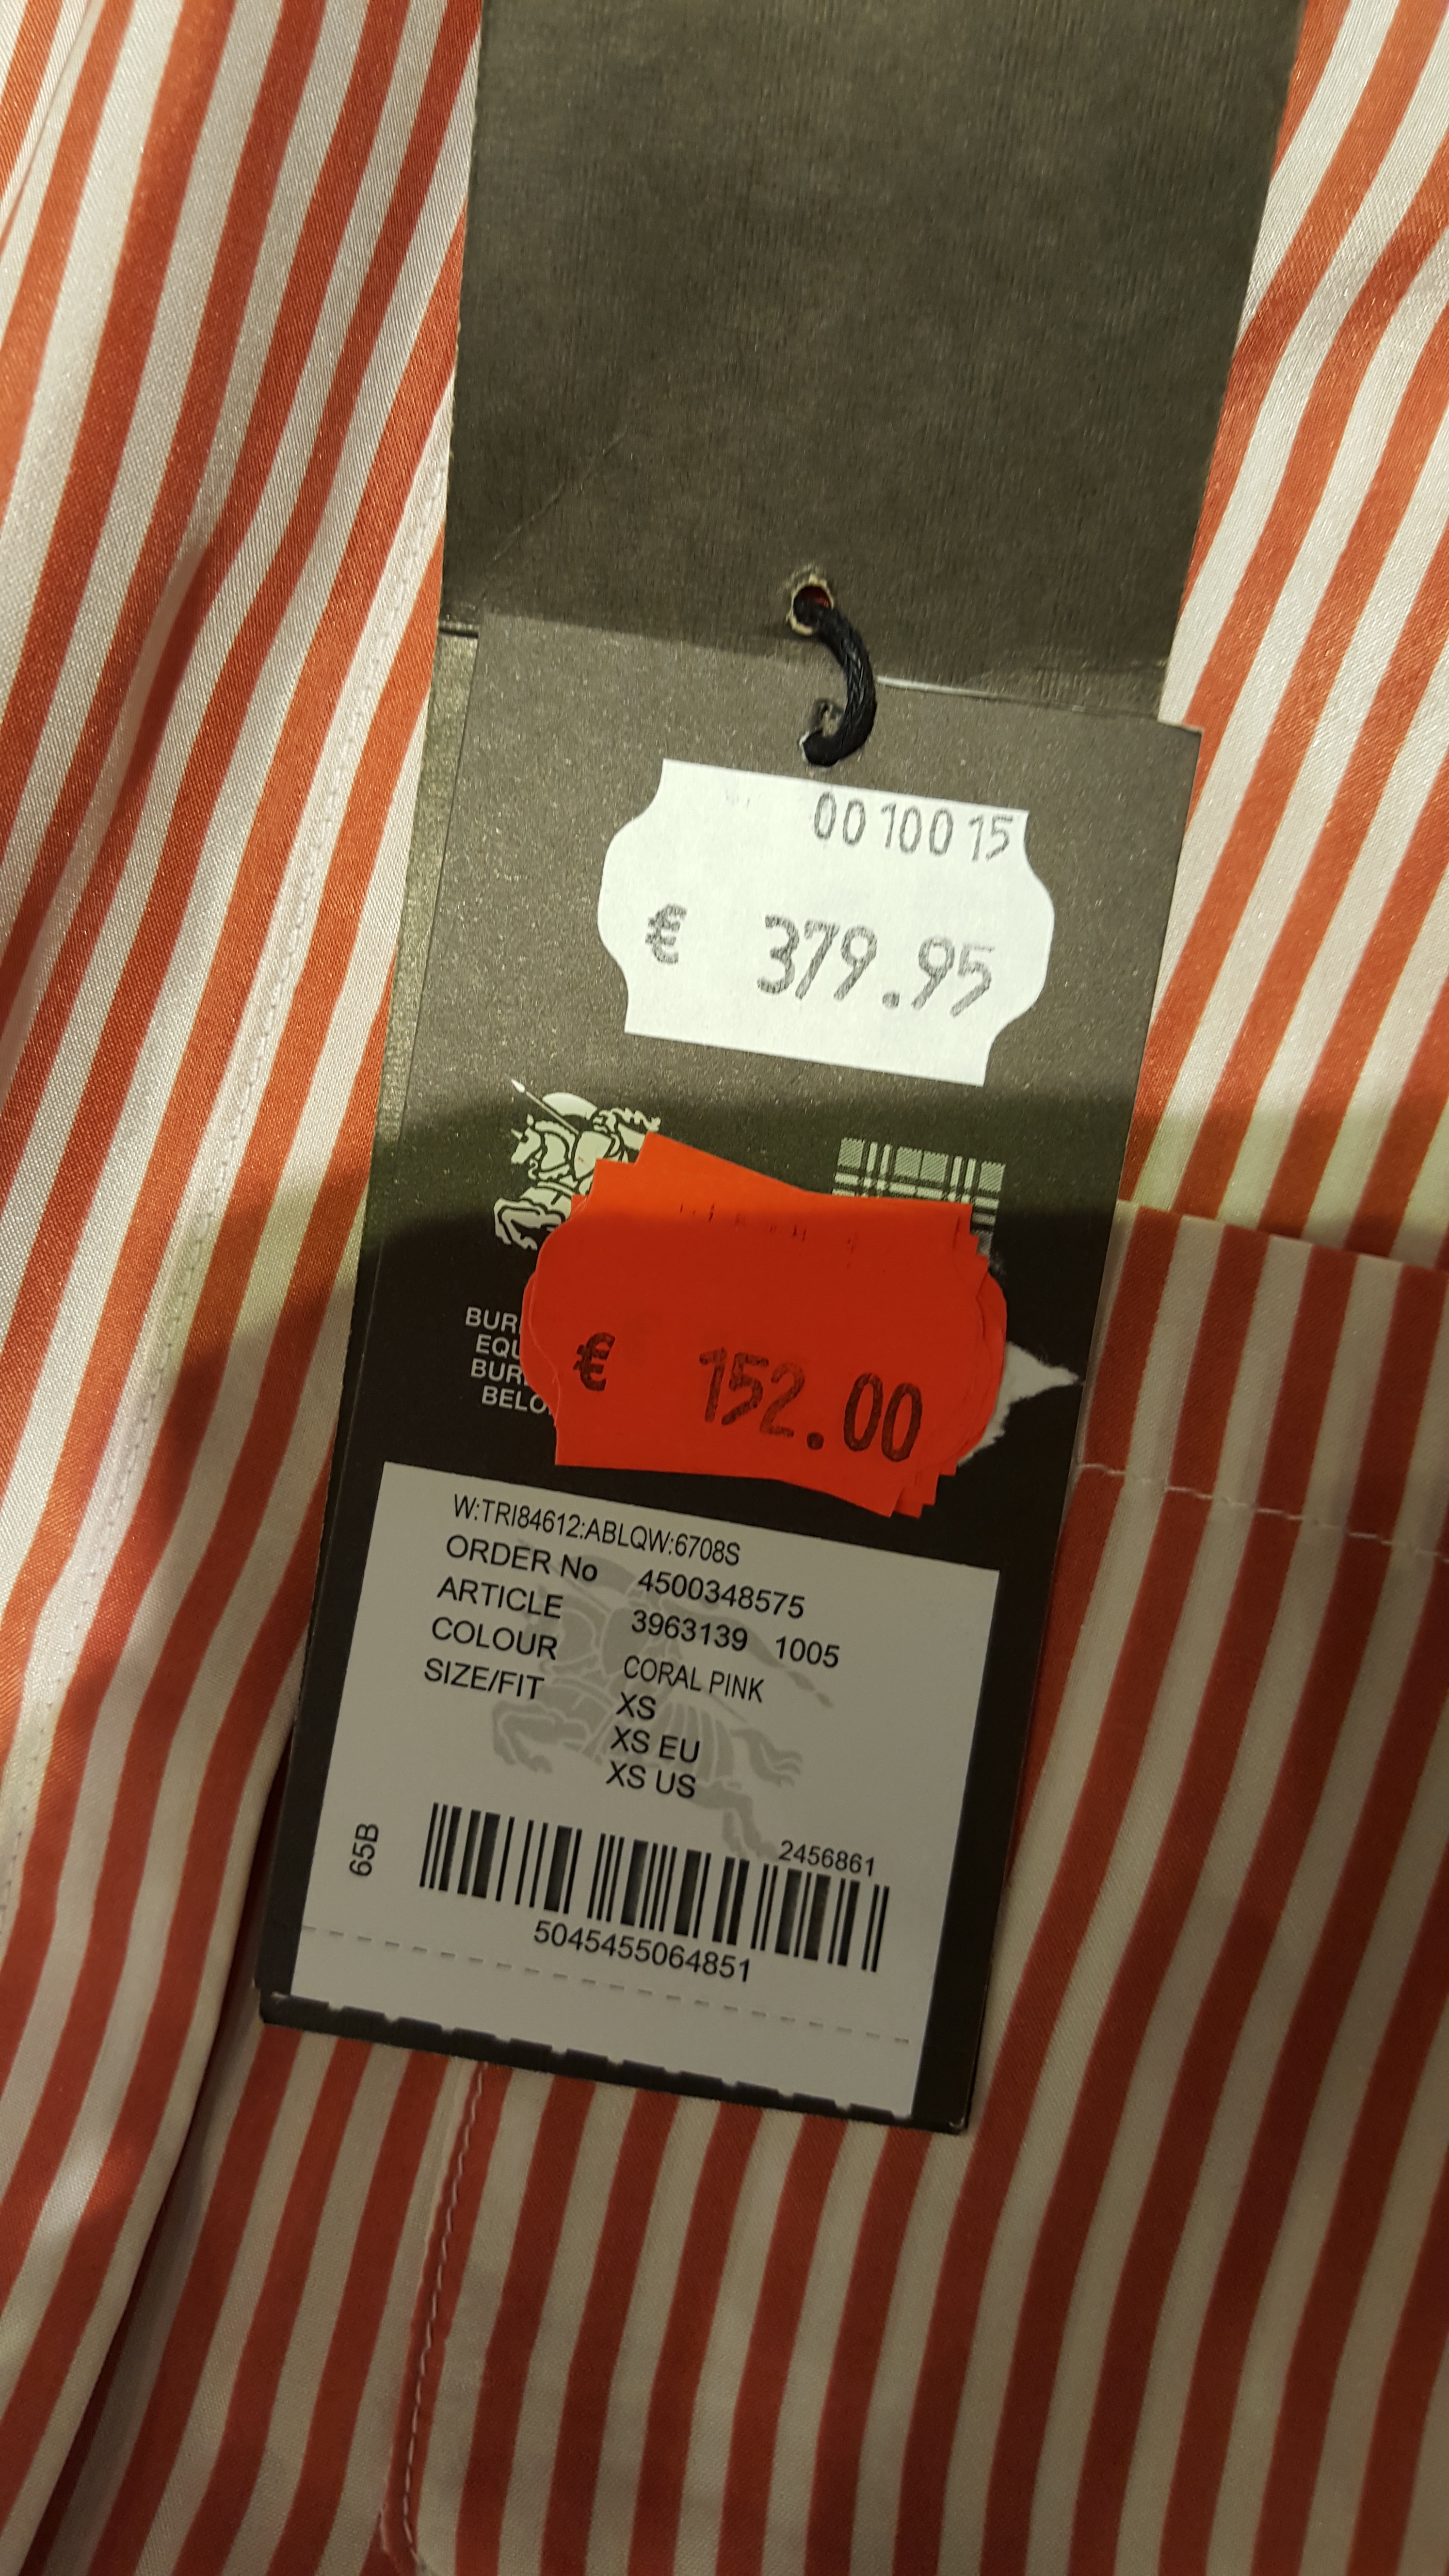 00 100 15
€ 379.95
€ 152.00
W:TRI84612:ABLQW:6708S
ORDER No 4500348575
ARTICLE 3963139 1005
COLOUR CORAL PINK
SIZE/FIT XS
XS EU
XS US
65B
2456861
5045455064851